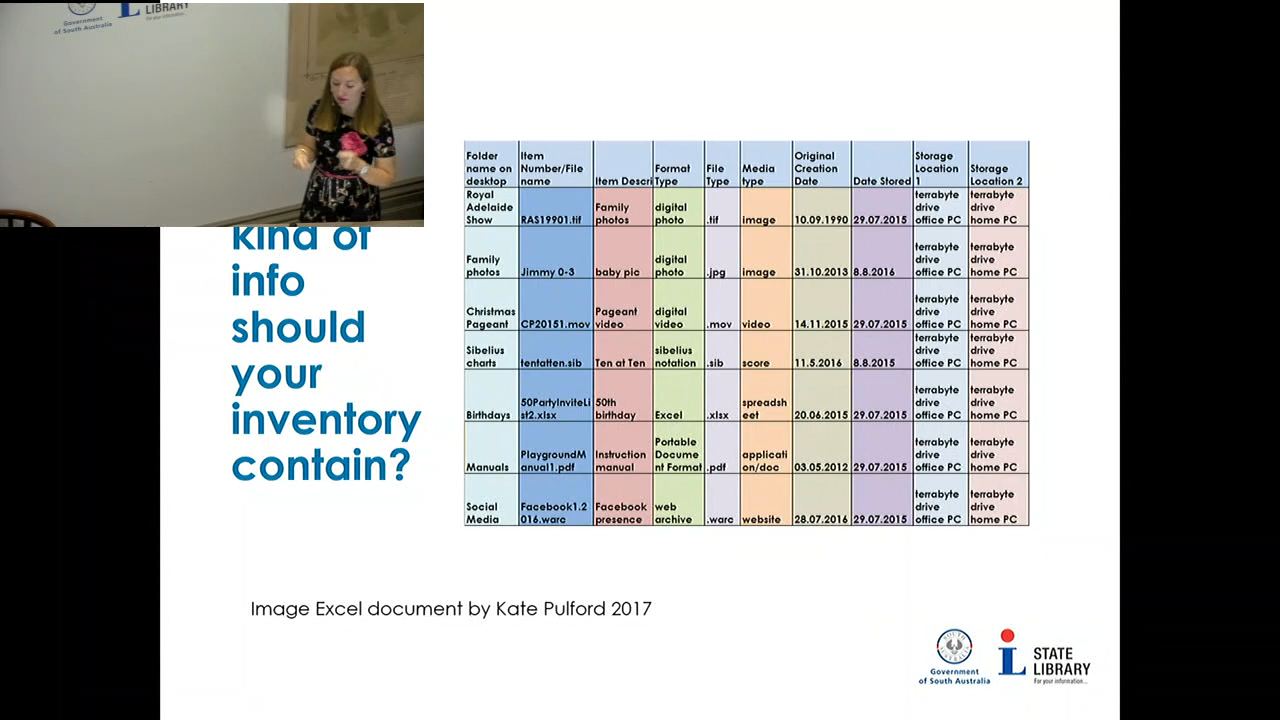 Government
of South Australia
LIBRARY
For your information...
kind of
info
should
your
inventory
contain?
Folder name on desktop | Item Number/File name | Item Descri | Format Type | File Type | Media type | Original Creation Date | Date Stored | Storage Location 1 | Storage Location 2
Royal Adelaide Show | RAS19901.tif | Family photos | digital photo | .tif | image | 10.09.1990 | 29.07.2015 | terrabyte drive office PC | terrabyte drive home PC
Family photos | Jimmy 0-3 | baby pic | digital photo | .jpg | image | 31.10.2013 | 8.8.2016 | terrabyte drive office PC | terrabyte drive home PC
Christmas Pageant | CP20151.mov | Pageant video | digital video | .mov | video | 14.11.2015 | 29.07.2015 | terrabyte drive office PC | terrabyte drive home PC
Sibelius charts | tentatten.sib | Ten at Ten | sibelius notation | .sib | score | 11.5.2016 | 8.8.2015 | terrabyte drive office PC | terrabyte drive home PC
Birthdays | 50PartyInviteList2.xlsx | 50th birthday | Excel | .xlsx | spreadsheet | 20.06.2015 | 29.07.2015 | terrabyte drive office PC | terrabyte drive home PC
Manuals | PlaygroundManual1.pdf | Instruction manual | Portable Document Format | .pdf | application/doc | 03.05.2012 | 29.07.2015 | terrabyte drive office PC | terrabyte drive home PC
Social Media | Facebook1.2016.warc | Facebook presence | web archive | .warc | website | 28.07.2016 | 29.07.2015 | terrabyte drive office PC | terrabyte drive home PC
Image Excel document by Kate Pulford 2017
SOUTH AUSTRALIA
Government
of South Australia
STATE
LIBRARY
For your information...